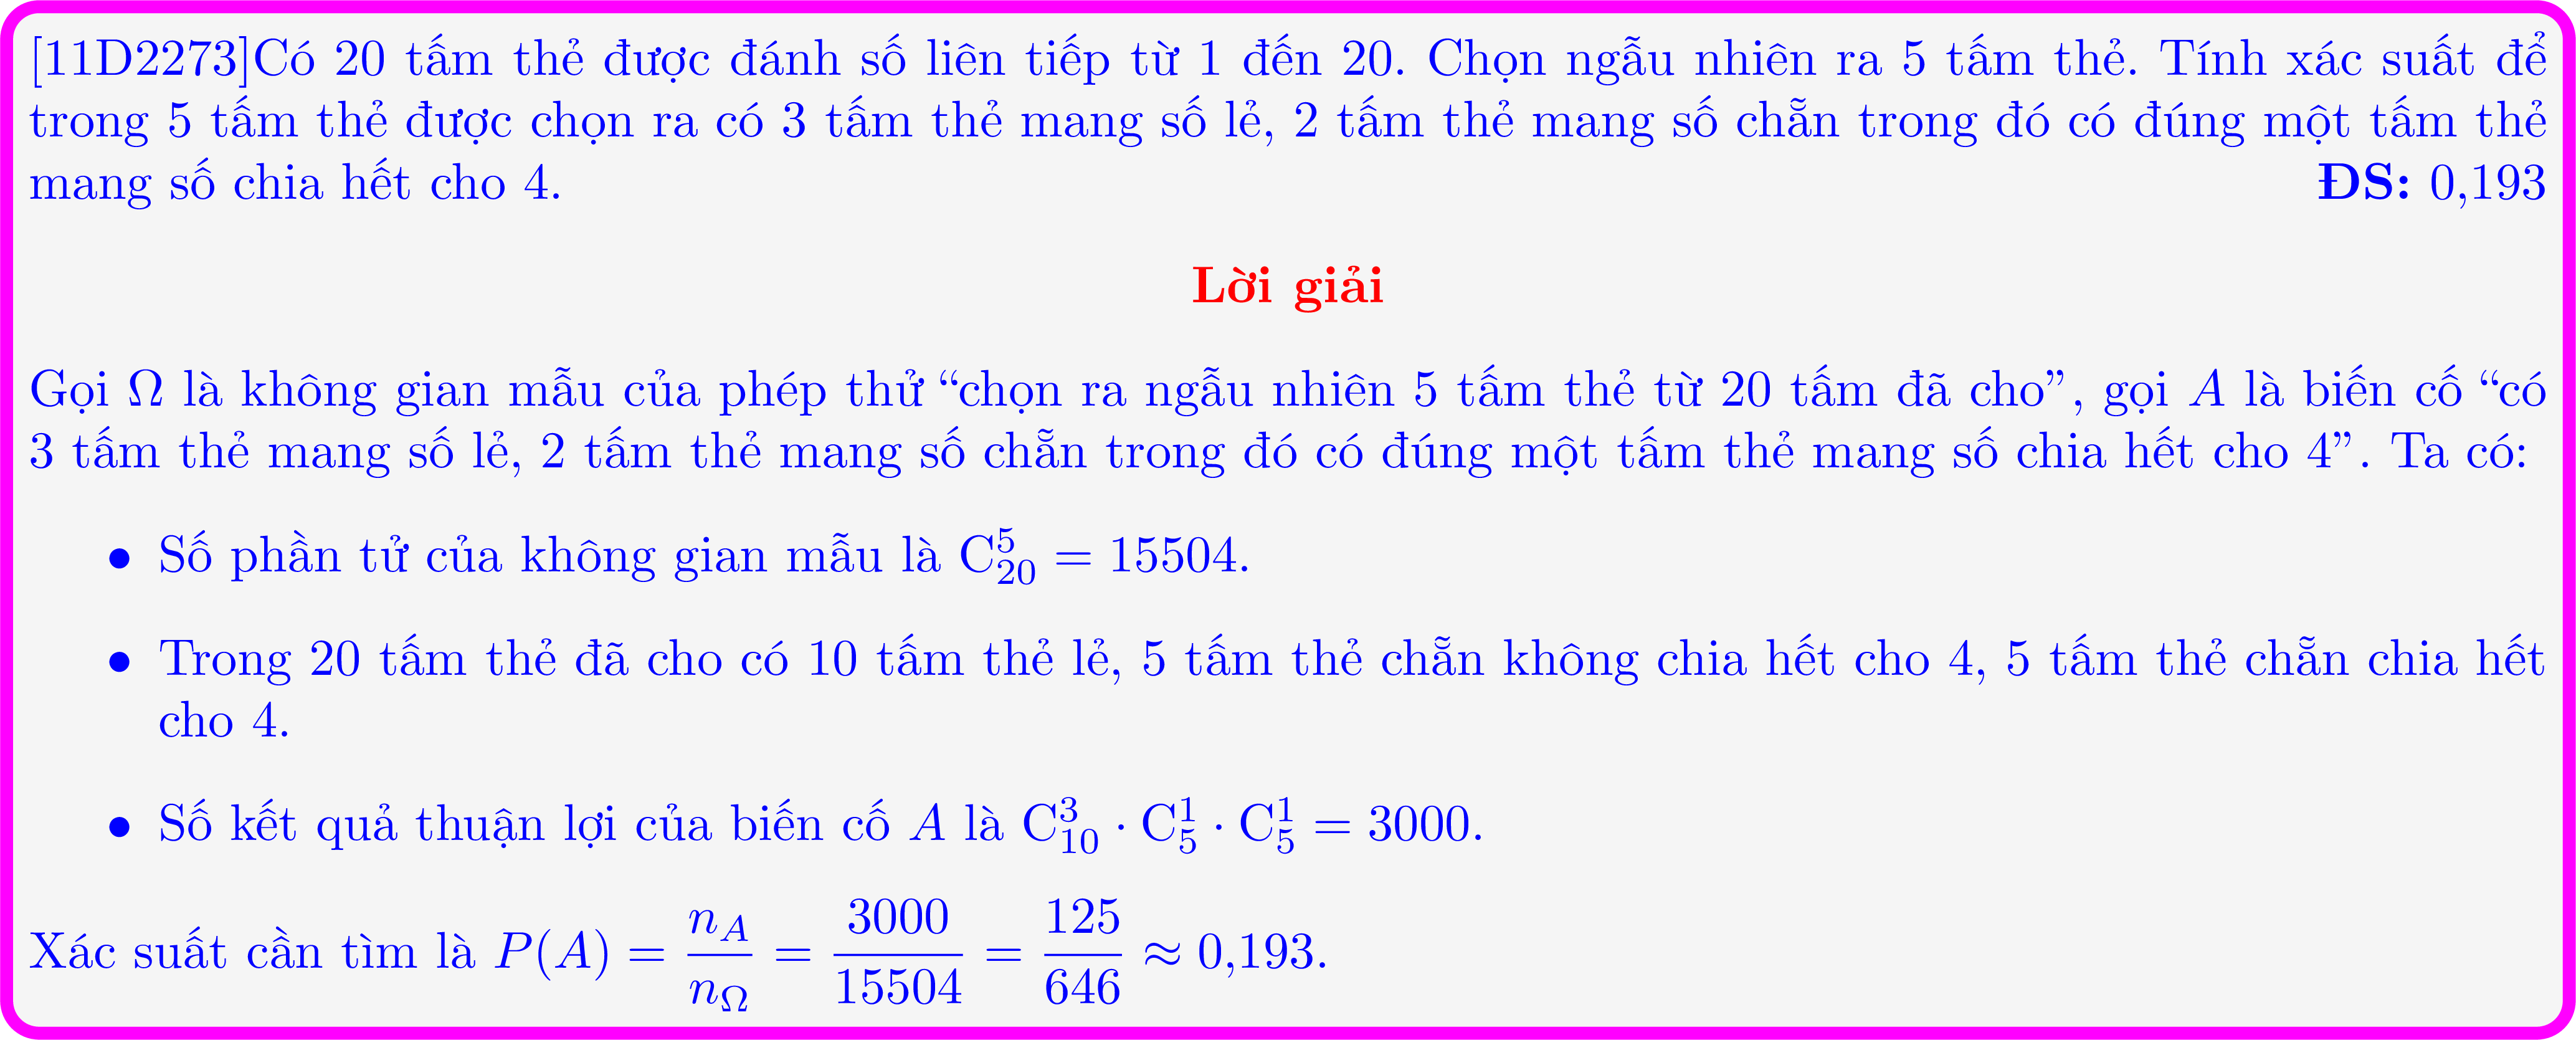 [11D2273]Có 20 tấm thẻ được đánh số liên tiếp từ 1 đến 20. Chọn ngẫu nhiên ra 5 tấm thẻ. Tính xác suất để
trong 5 tấm thẻ được chọn ra có 3 tấm thẻ mang số lẻ, 2 tấm thẻ mang số chẵn trong đó có đúng một tấm thẻ
mang số chia hết cho 4. ĐS: 0,193
Lời giải
Gọi Ω là không gian mẫu của phép thử “chọn ra ngẫu nhiên 5 tấm thẻ từ 20 tấm đã cho”, gọi A là biến cố “có
3 tấm thẻ mang số lẻ, 2 tấm thẻ mang số chẵn trong đó có đúng một tấm thẻ mang số chia hết cho 4”. Ta có:
• Số phần tử của không gian mẫu là $\mathrm{C}_{20}^{5} = 15504$.
• Trong 20 tấm thẻ đã cho có 10 tấm thẻ lẻ, 5 tấm thẻ chẵn không chia hết cho 4, 5 tấm thẻ chẵn chia hết
cho 4.
• Số kết quả thuận lợi của biến cố A là $\mathrm{C}_{10}^{3} \cdot \mathrm{C}_{5}^{1} \cdot \mathrm{C}_{5}^{1} = 3000$.
Xác suất cần tìm là $P(A) = \dfrac{n_A}{n_\Omega} = \dfrac{3000}{15504} = \dfrac{125}{646} \approx 0{,}193$.